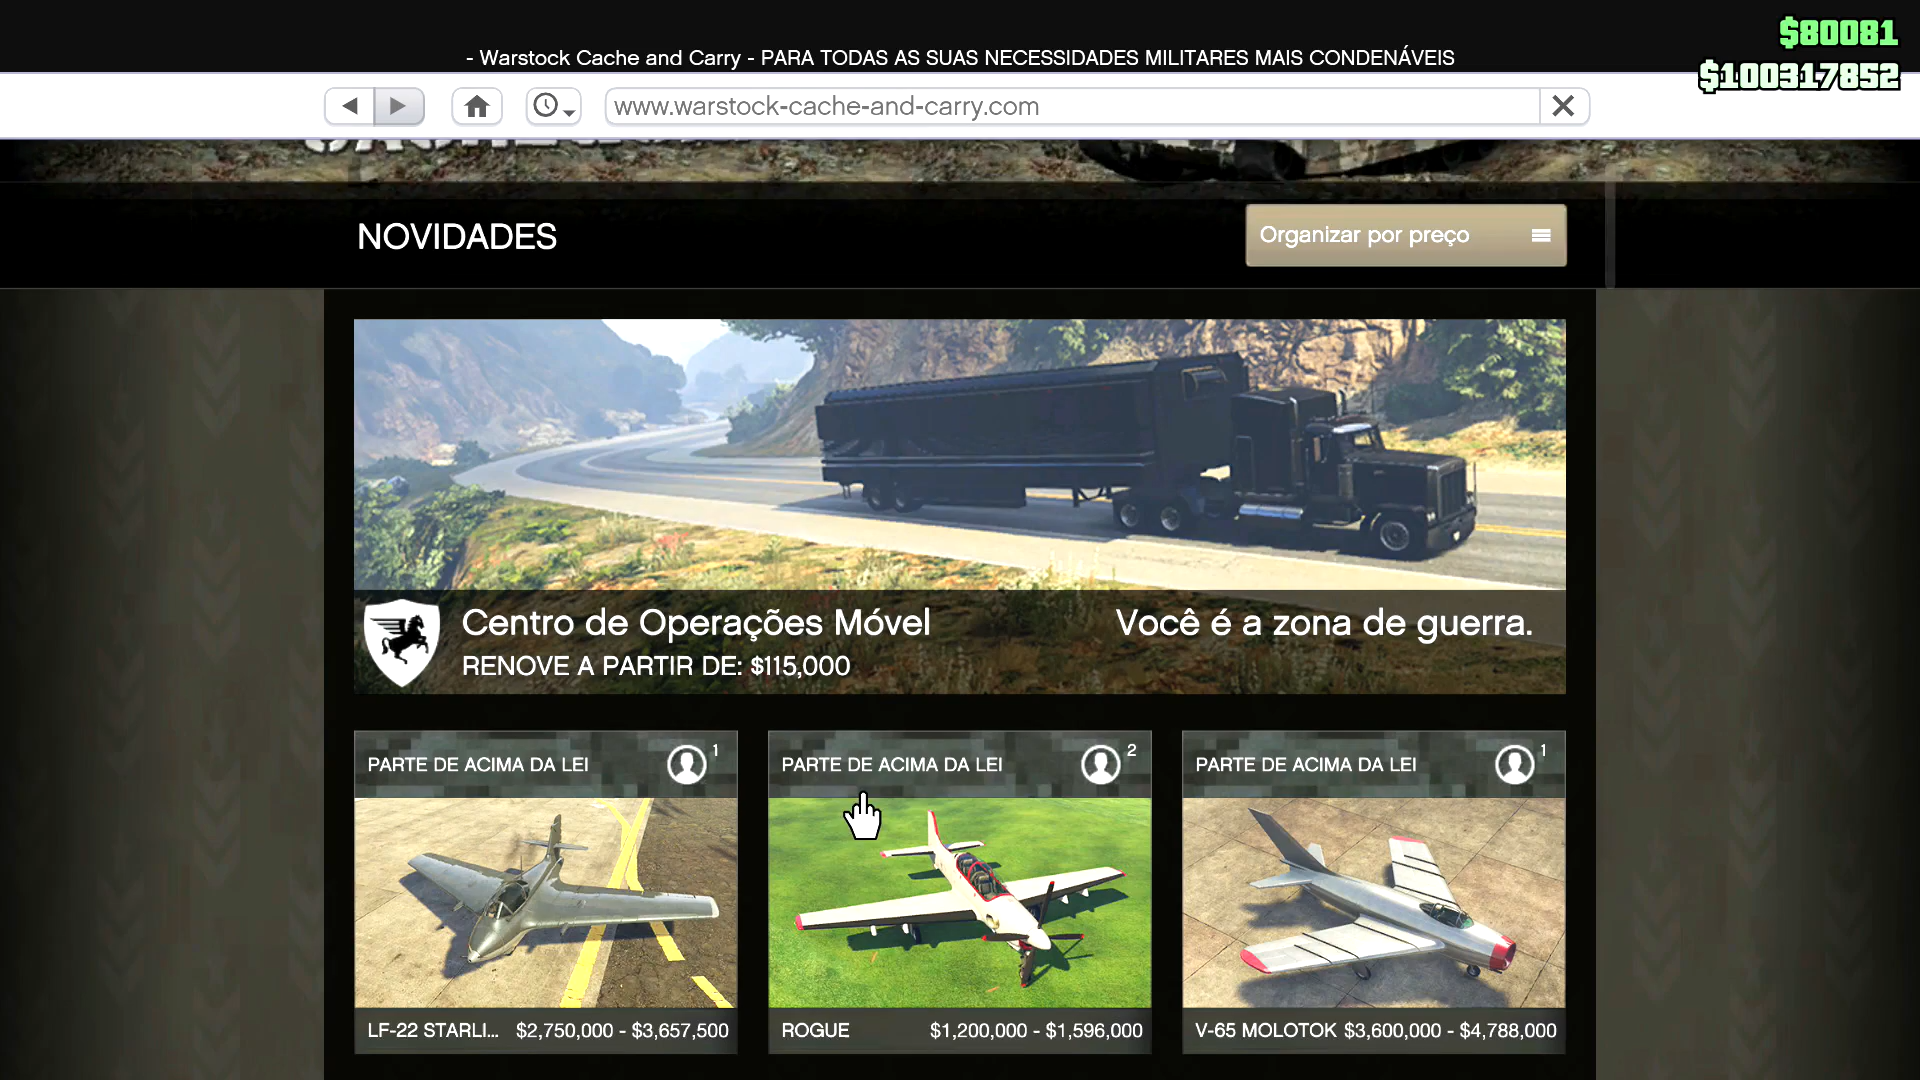 $80081
- Warstock Cache and Carry - PARA TODAS AS SUAS NECESSIDADES MILITARES MAIS CONDENÁVEIS
$100317852
www.warstock-cache-and-carry.com
NOVIDADES
Organizar por preço
Centro de Operações Móvel
Você é a zona de guerra.
RENOVE A PARTIR DE: $115,000
PARTE DE ACIMA DA LEI 1
PARTE DE ACIMA DA LEI 2
PARTE DE ACIMA DA LEI 1
LF-22 STARLI... $2,750,000 - $3,657,500
ROGUE $1,200,000 - $1,596,000
V-65 MOLOTOK $3,600,000 - $4,788,000